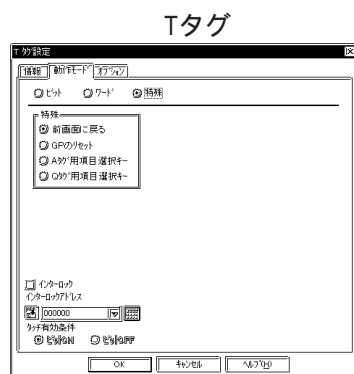 Tタグ
T ﾀｸﾞ設定
情報 動作ﾓｰﾄﾞ ｵﾌﾟｼｮﾝ
ﾋﾞｯﾄ ﾜｰﾄﾞ 特殊
特殊
前画面に戻る
GPのﾘｾｯﾄ
Aﾀｸﾞ用項目選択ｷｰ
Qﾀｸﾞ用項目選択ｷｰ
ｲﾝﾀｰﾛｯｸ
ｲﾝﾀｰﾛｯｸｱﾄﾞﾚｽ
000000
ﾀｯﾁ有効条件
ﾋﾞｯﾄON ﾋﾞｯﾄOFF
OK ｷｬﾝｾﾙ ﾍﾙﾌﾟ(H)